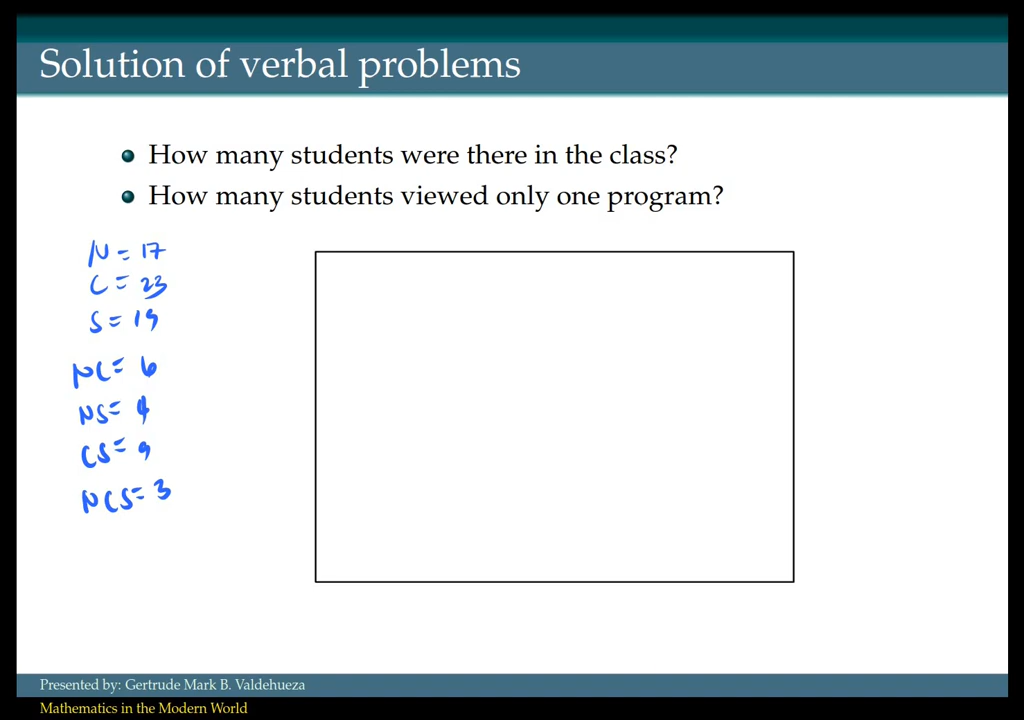 Solution of verbal problems
How many students were there in the class?
How many students viewed only one program?
N = 17
C = 23
S = 19
NC = 6
NS = 4
CS = 9
NCS = 3
Presented by: Gertrude Mark B. Valdehueza
Mathematics in the Modern World